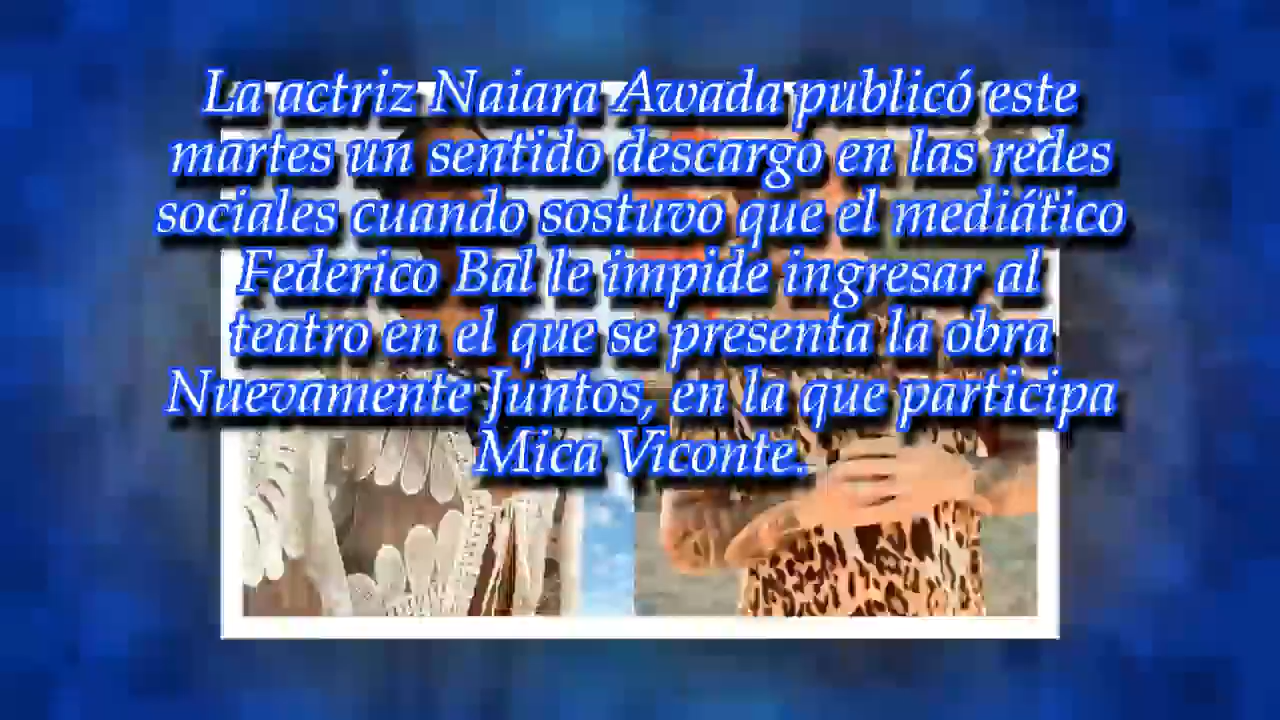 La actriz Naiara Awada publicó este
martes un sentido descargo en las redes
sociales cuando sostuvo que el mediático
Federico Bal le impide ingresar al
teatro en el que se presenta la obra
Nuevamente Juntos, en la que participa
Mica Viconte.